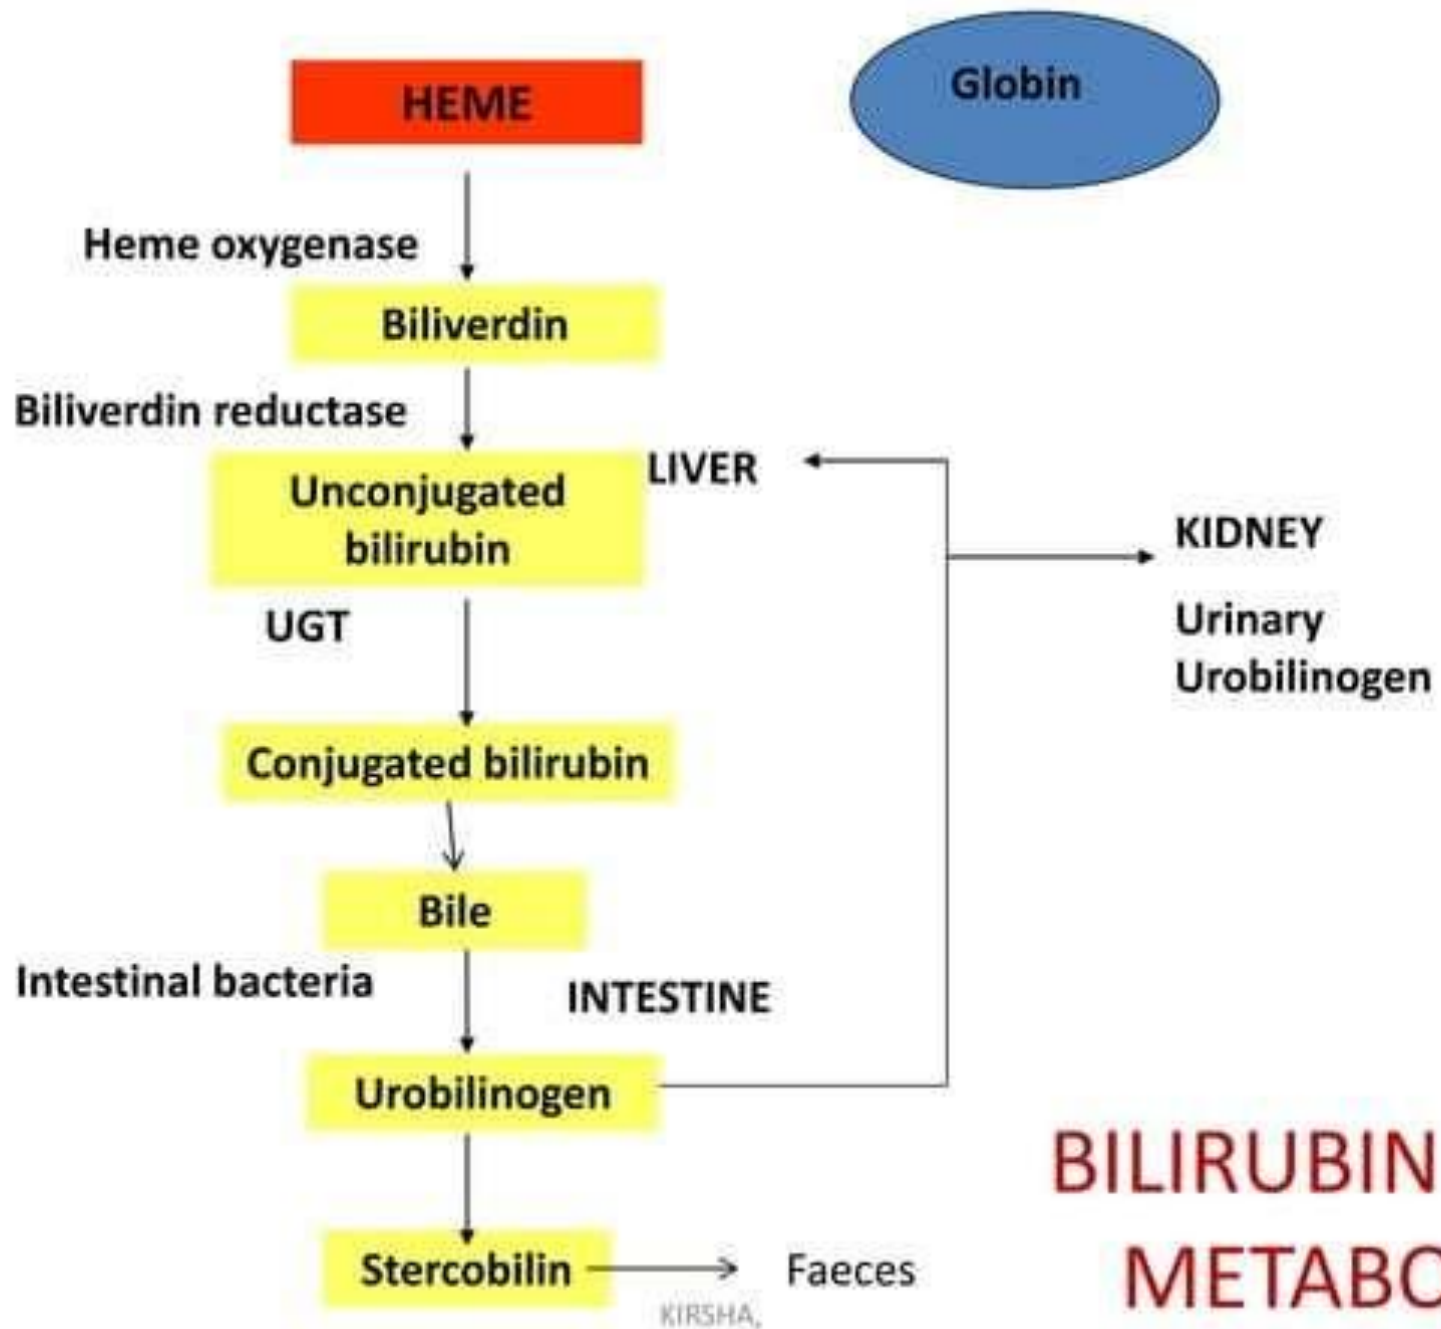 HEME
Globin
Heme oxygenase
Biliverdin
Biliverdin reductase
LIVER
Unconjugated
bilirubin
KIDNEY
Urinary
Urobilinogen
UGT
Conjugated bilirubin
Bile
Intestinal bacteria
INTESTINE
Urobilinogen
Stercobilin
Faeces
KIRSHA,
BILIRUBIN
METABO